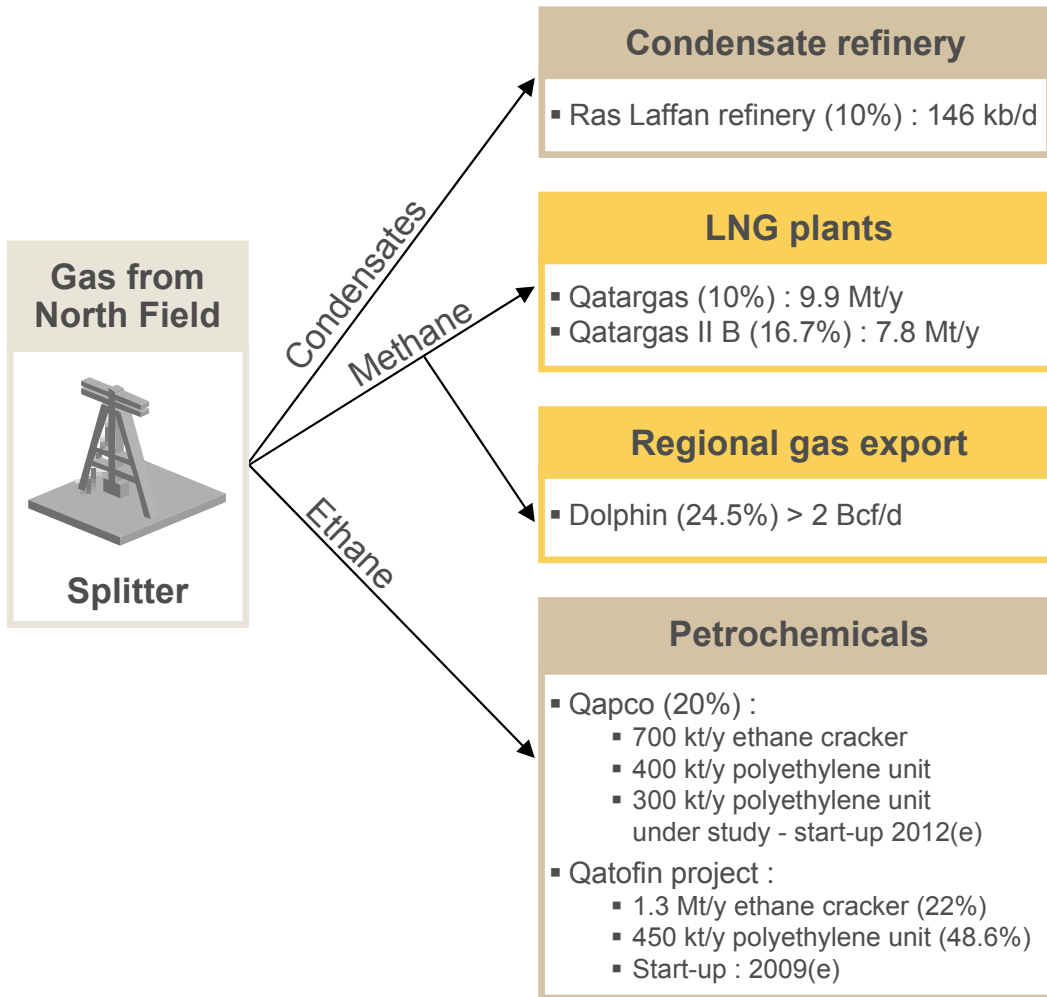 Gas from
North Field
Splitter
Condensates
Methane
Ethane
Condensate refinery
▪ Ras Laffan refinery (10%) : 146 kb/d
LNG plants
▪ Qatargas (10%) : 9.9 Mt/y
▪ Qatargas II B (16.7%) : 7.8 Mt/y
Regional gas export
▪ Dolphin (24.5%) > 2 Bcf/d
Petrochemicals
▪ Qapco (20%) :
▪ 700 kt/y ethane cracker
▪ 400 kt/y polyethylene unit
▪ 300 kt/y polyethylene unit
under study - start-up 2012(e)
▪ Qatofin project :
▪ 1.3 Mt/y ethane cracker (22%)
▪ 450 kt/y polyethylene unit (48.6%)
▪ Start-up : 2009(e)